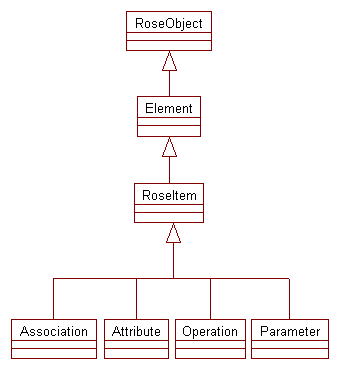 RoseObject
Element
RoseItem
Association
Attribute
Operation
Parameter